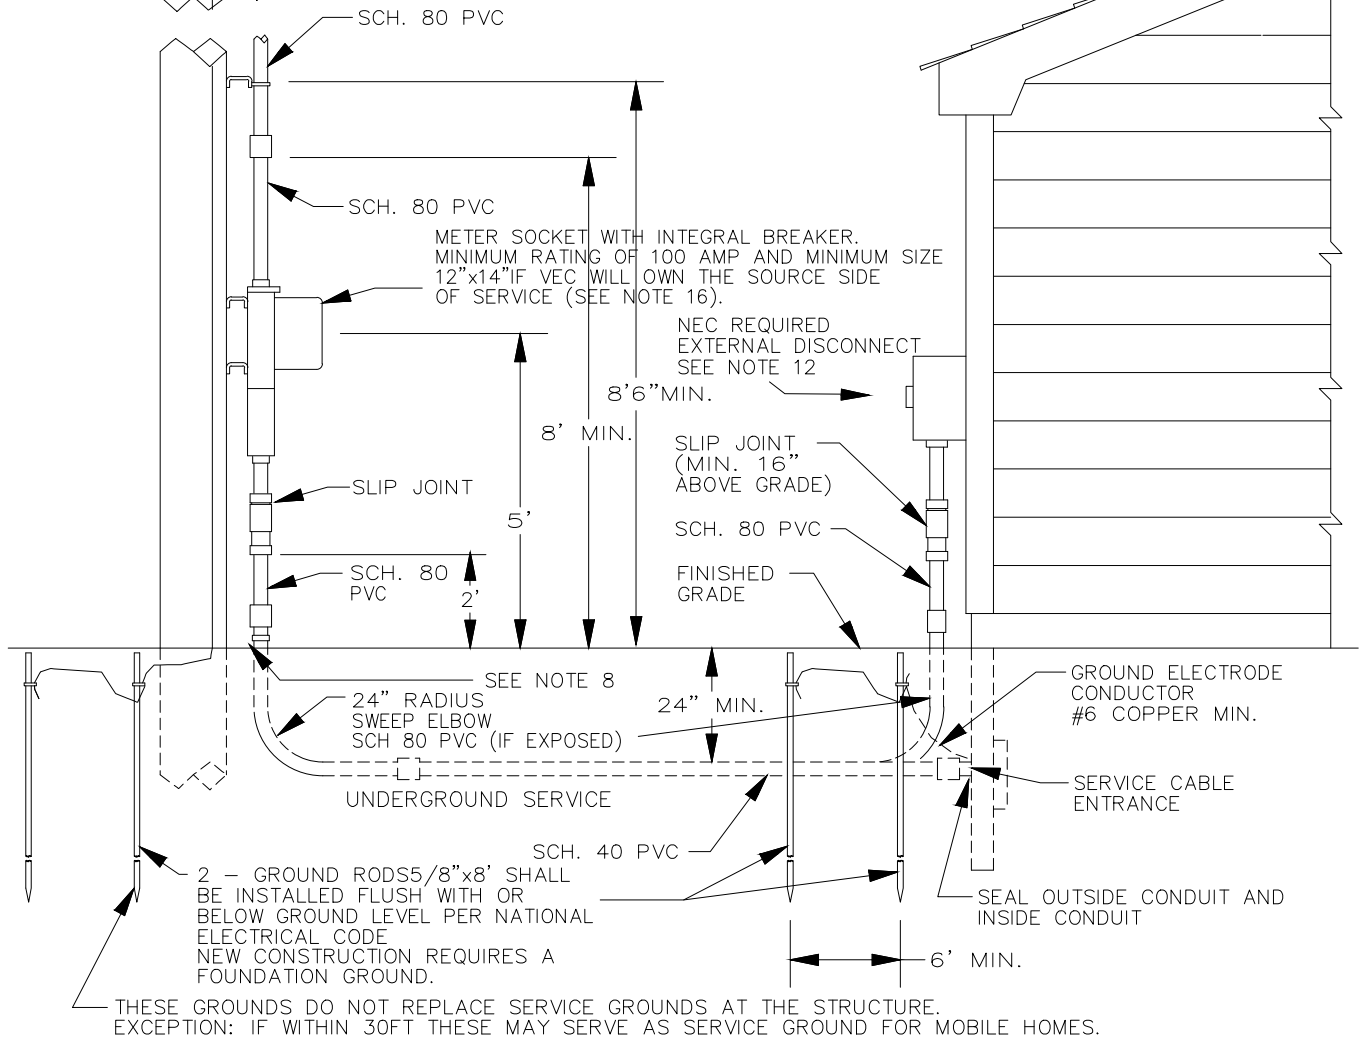 SCH. 80 PVC
SCH. 80 PVC
METER SOCKET WITH INTEGRAL BREAKER.
MINIMUM RATING OF 100 AMP AND MINIMUM SIZE
12"x14"IF VEC WILL OWN THE SOURCE SIDE
OF SERVICE (SEE NOTE 16).
NEC REQUIRED
EXTERNAL DISCONNECT
SEE NOTE 12
8'6"MIN.
8' MIN.
5'
2'
SLIP JOINT
(MIN. 16"
ABOVE GRADE)
SLIP JOINT
SCH. 80 PVC
SCH. 80
PVC
FINISHED
GRADE
SEE NOTE 8
24" RADIUS
SWEEP ELBOW
SCH 80 PVC (IF EXPOSED)
24" MIN.
GROUND ELECTRODE
CONDUCTOR
#6 COPPER MIN.
SERVICE CABLE
ENTRANCE
UNDERGROUND SERVICE
SCH. 40 PVC
2 – GROUND RODS5/8"x8' SHALL
BE INSTALLED FLUSH WITH OR
BELOW GROUND LEVEL PER NATIONAL
ELECTRICAL CODE
NEW CONSTRUCTION REQUIRES A
FOUNDATION GROUND.
SEAL OUTSIDE CONDUIT AND
INSIDE CONDUIT
6' MIN.
THESE GROUNDS DO NOT REPLACE SERVICE GROUNDS AT THE STRUCTURE.
EXCEPTION: IF WITHIN 30FT THESE MAY SERVE AS SERVICE GROUND FOR MOBILE HOMES.